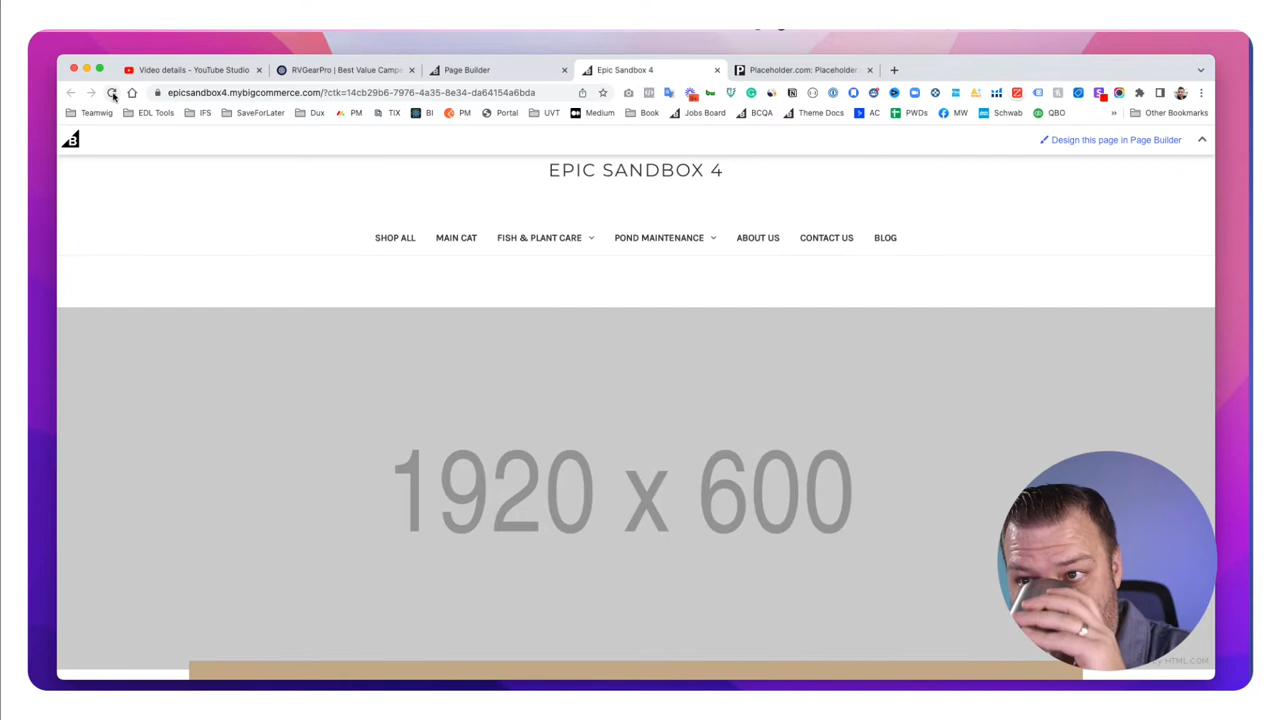 Video details - YouTube Studio
RVGearPro | Best Value Campe
Page Builder
Epic Sandbox 4
Placeholder.com: Placeholder
epicsandbox4.mybigcommerce.com/?ctk=14cb29b6-7976-4a35-8e34-da64154a6bda
Teamwig EDL Tools IFS SaveForLater Dux PM TIX BI PM Portal UVT Medium Book Jobs Board BCQA Theme Docs AC PWDs MW Schwab QBO » Other Bookmarks
Design this page in Page Builder
EPIC SANDBOX 4
SHOP ALL MAIN CAT FISH & PLANT CARE POND MAINTENANCE ABOUT US CONTACT US BLOG
1920 x 600
HTML.COM